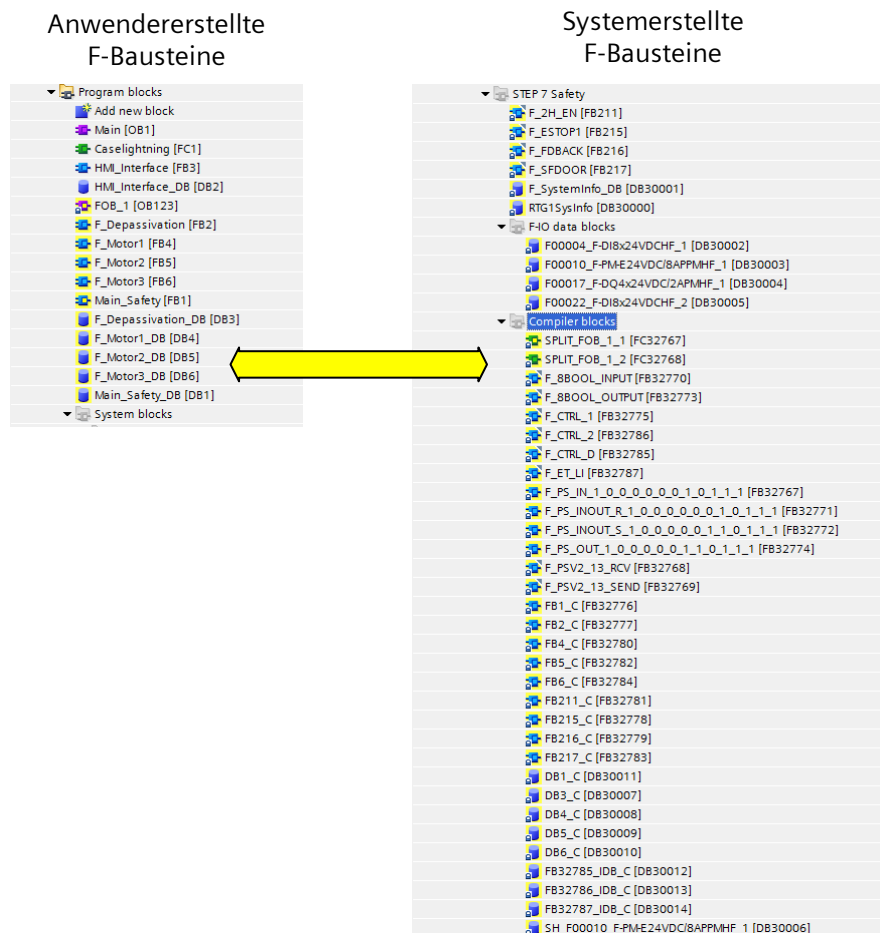 Anwendererstellte
F-Bausteine
Program blocks
Add new block
Main [OB1]
Caselightning [FC1]
HMI_Interface [FB3]
HMI_Interface_DB [DB2]
FOB_1 [OB123]
F_Depassivation [FB2]
F_Motor1 [FB4]
F_Motor2 [FB5]
F_Motor3 [FB6]
Main_Safety [FB1]
F_Depassivation_DB [DB3]
F_Motor1_DB [DB4]
F_Motor2_DB [DB5]
F_Motor3_DB [DB6]
Main_Safety_DB [DB1]
System blocks
Systemerstellte
F-Bausteine
STEP 7 Safety
F_2H_EN [FB211]
F_ESTOP1 [FB215]
F_FDBACK [FB216]
F_SFDOOR [FB217]
F_SystemInfo_DB [DB30001]
RTG1SysInfo [DB30000]
F-IO data blocks
F00004_F-DI8x24VDCHF_1 [DB30002]
F00010_F-PM-E24VDC/8APPMHF_1 [DB30003]
F00017_F-DQ4x24VDC/2APMHF_1 [DB30004]
F00022_F-DI8x24VDCHF_2 [DB30005]
Compiler blocks
SPLIT_FOB_1_1 [FC32767]
SPLIT_FOB_1_2 [FC32768]
F_8BOOL_INPUT [FB32770]
F_8BOOL_OUTPUT [FB32773]
F_CTRL_1 [FB32775]
F_CTRL_2 [FB32786]
F_CTRL_D [FB32785]
F_ET_LI [FB32787]
F_PS_IN_1_0_0_0_0_0_0_1_0_1_1_1 [FB32767]
F_PS_INOUT_R_1_0_0_0_0_0_0_1_0_1_1_1 [FB32771]
F_PS_INOUT_S_1_0_0_0_0_0_1_1_0_1_1_1 [FB32772]
F_PS_OUT_1_0_0_0_0_0_1_1_0_1_1_1 [FB32774]
F_PSV2_13_RCV [FB32768]
F_PSV2_13_SEND [FB32769]
FB1_C [FB32776]
FB2_C [FB32777]
FB4_C [FB32780]
FB5_C [FB32782]
FB6_C [FB32784]
FB211_C [FB32781]
FB215_C [FB32778]
FB216_C [FB32779]
FB217_C [FB32783]
DB1_C [DB30011]
DB3_C [DB30007]
DB4_C [DB30008]
DB5_C [DB30009]
DB6_C [DB30010]
FB32785_IDB_C [DB30012]
FB32786_IDB_C [DB30013]
FB32787_IDB_C [DB30014]
SH_F00010_F-PM-E24VDC/8APPMHF_1 [DB30006]